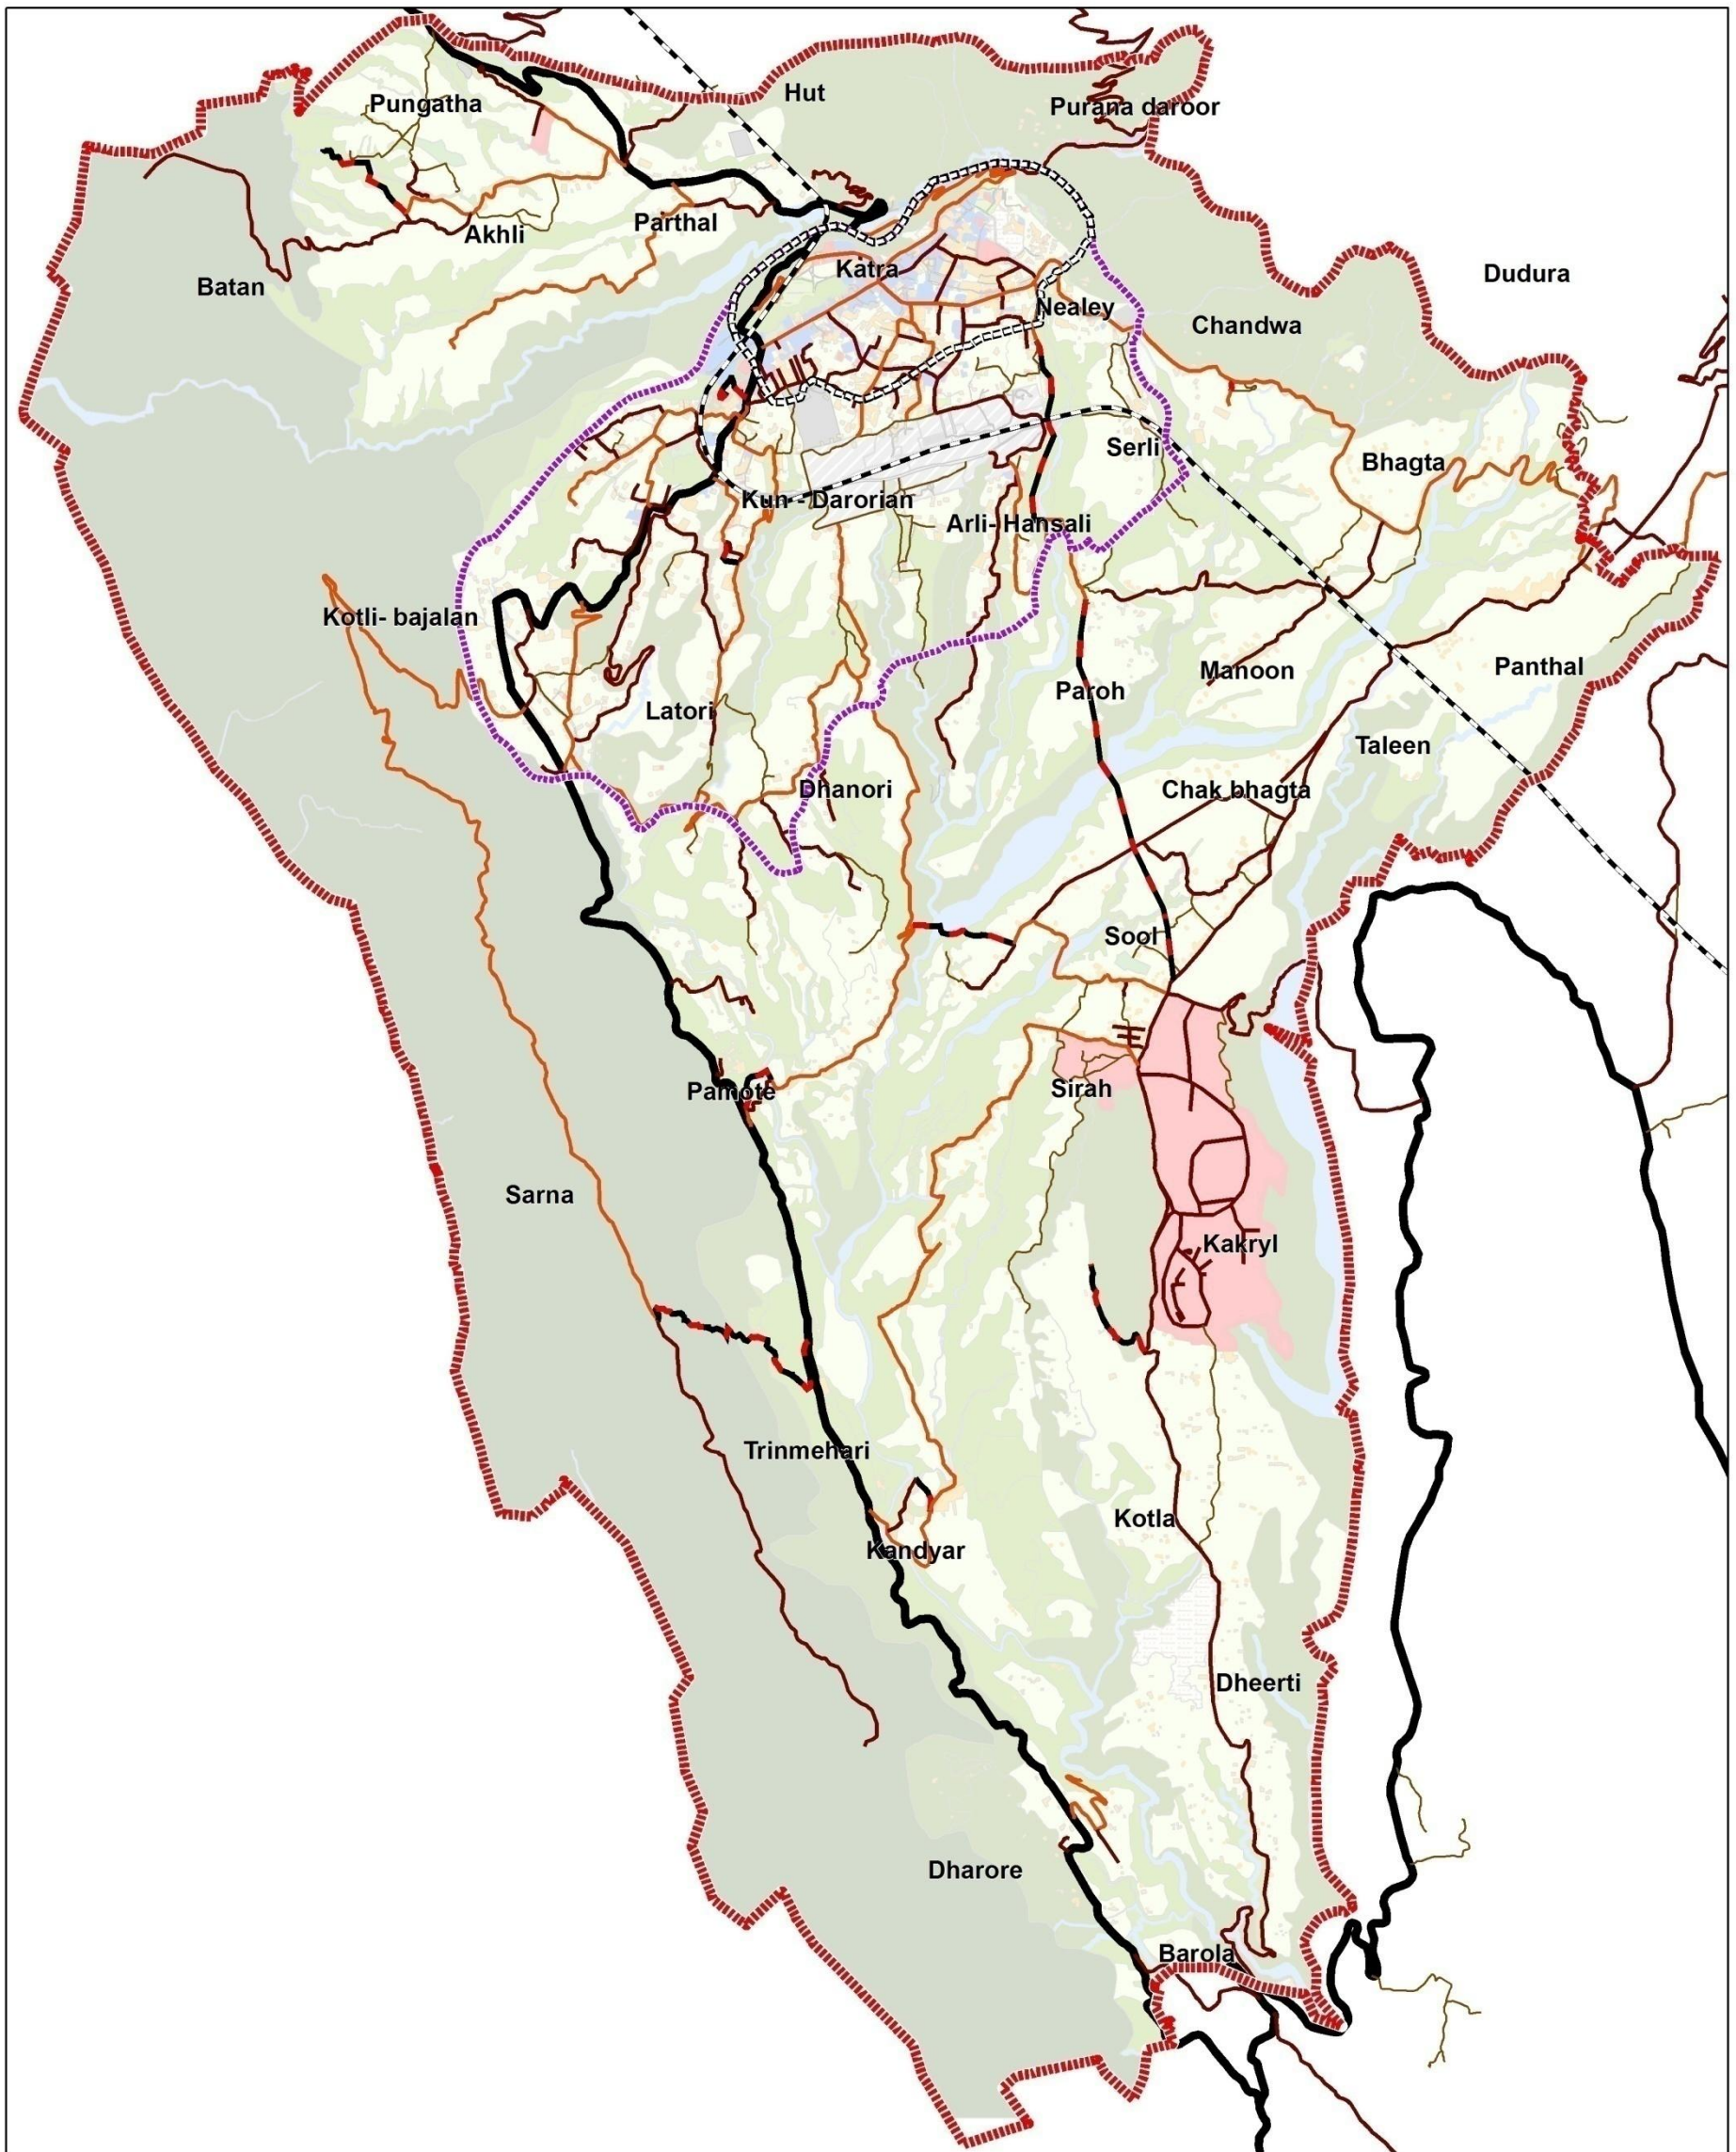 Hut
Pungatha
Purana daroor
Parthal
Akhli
Katra
Dudura
Batan
Nealey
Chandwa
Serli
Bhagta
Kun - Darorian
Arli- Hansali
Kotli- bajalan
Manoon
Panthal
Paroh
Latori
Taleen
Dhanori
Chak bhagta
Sool
Sirah
Pamote
Sarna
Kakryl
Trinmehari
Kotla
Kandyar
Dheerti
Dharore
Barola